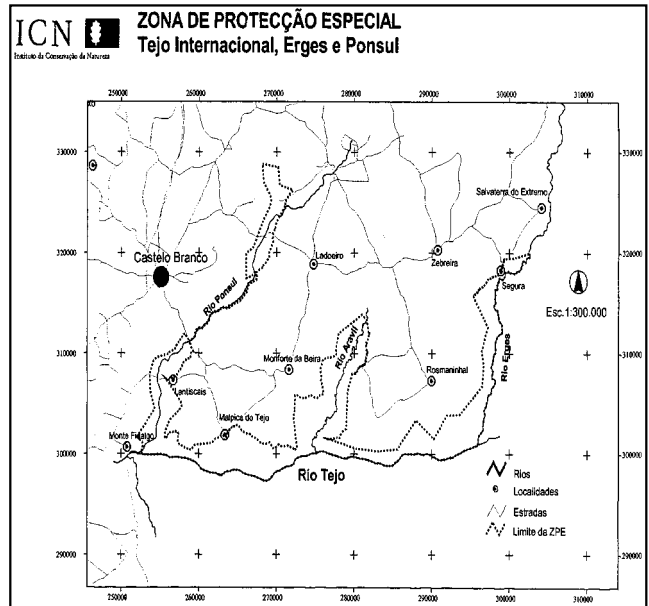 ICN
Instituto da Conservação da Natureza
ZONA DE PROTECÇÃO ESPECIAL
Tejo Internacional, Erges e Ponsul
250000 260000 270000 280000 290000 300000 310000
330000 330000
Salvaterra do Extremo
320000 320000
Castelo Branco
Ladoeiro
Zebreira
Segura
Rio Ponsul
Esc.1:300.000
310000 310000
Monforte da Beira
Rio Aravil
Rio Erges
Rosmaninhal
Lentiscais
Malpica do Tejo
Monte Fidalgo
300000 300000
Rio Tejo
Rios
Localidades
Estradas
Limite da ZPE
290000 290000
250000 260000 270000 280000 290000 300000 310000